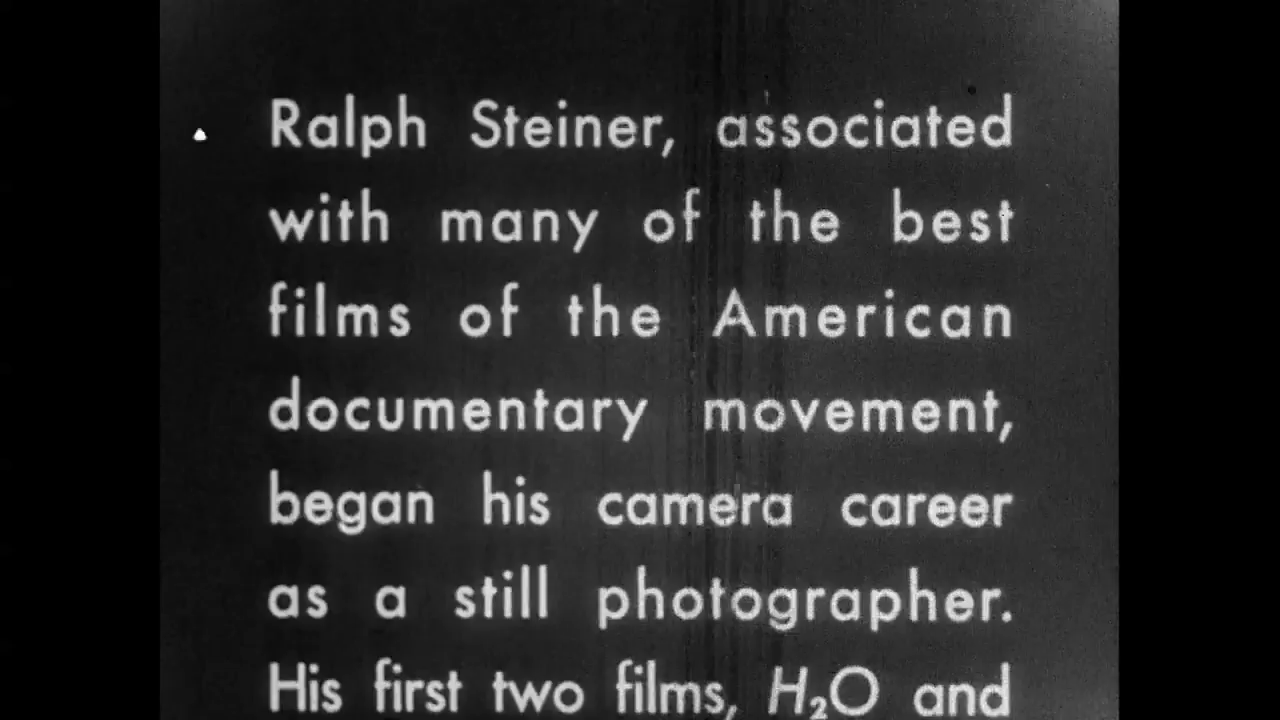 Ralph Steiner, associated
with many of the best
films of the American
documentary movement,
began his camera career
as a still photographer.
His first two films, H₂O and